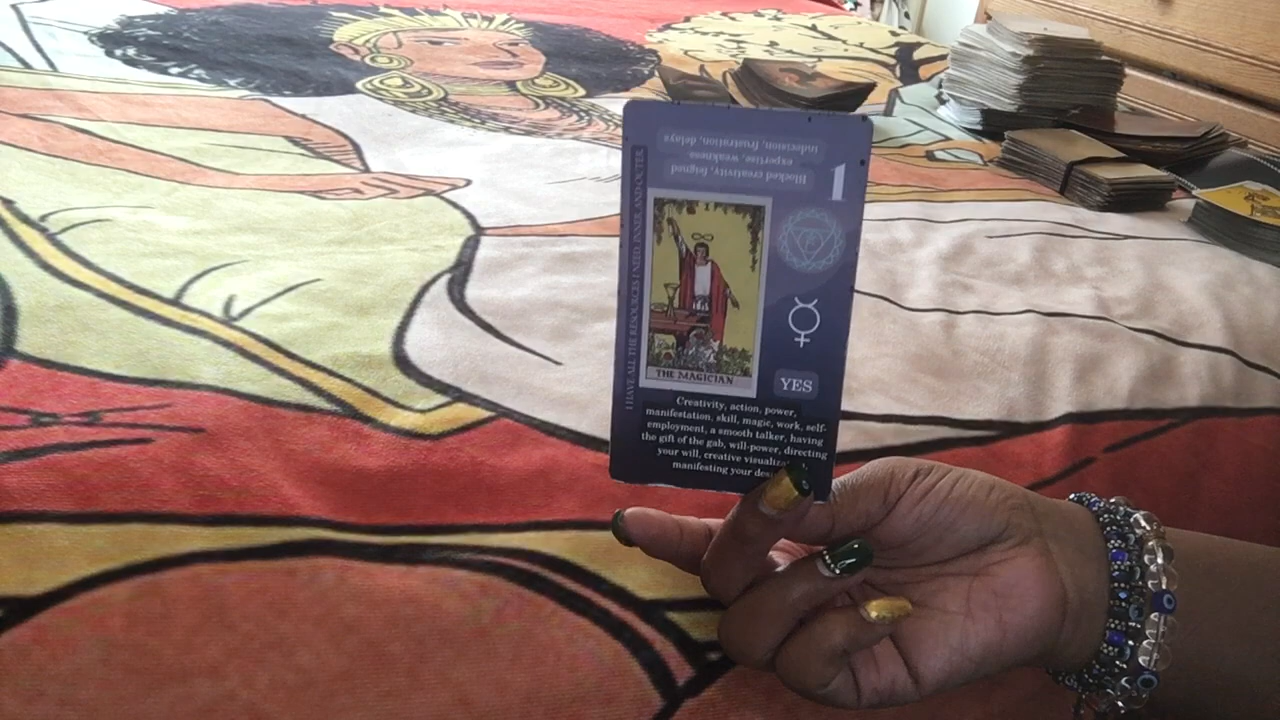 Blocked creativity, feigned
expertise, weakness
indecision, frustration, delays
1
I HAVE ALL THE RESOURCES I NEED, INNER AND OUTER
I
THE MAGICIAN
YES
Creativity, action, power,
manifestation, skill, magic, work, self-
employment, a smooth talker, having
the gift of the gab, will-power, directing
your will, creative
manifesting your